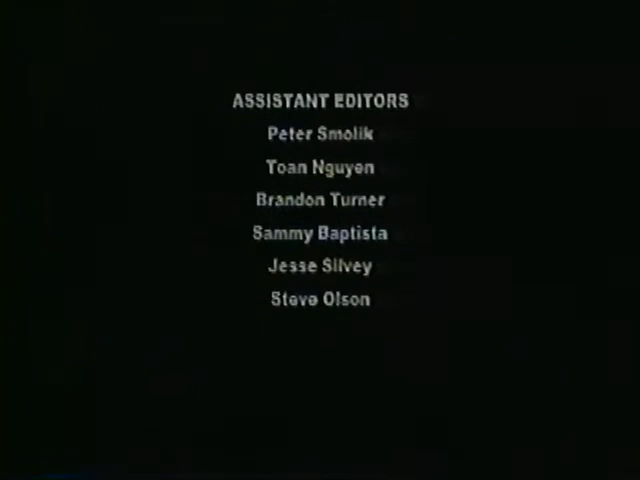 ASSISTANT EDITORS
Peter Smolik
Toan Nguyen
Brandon Turner
Sammy Baptista
Jesse Silvey
Steve Olson